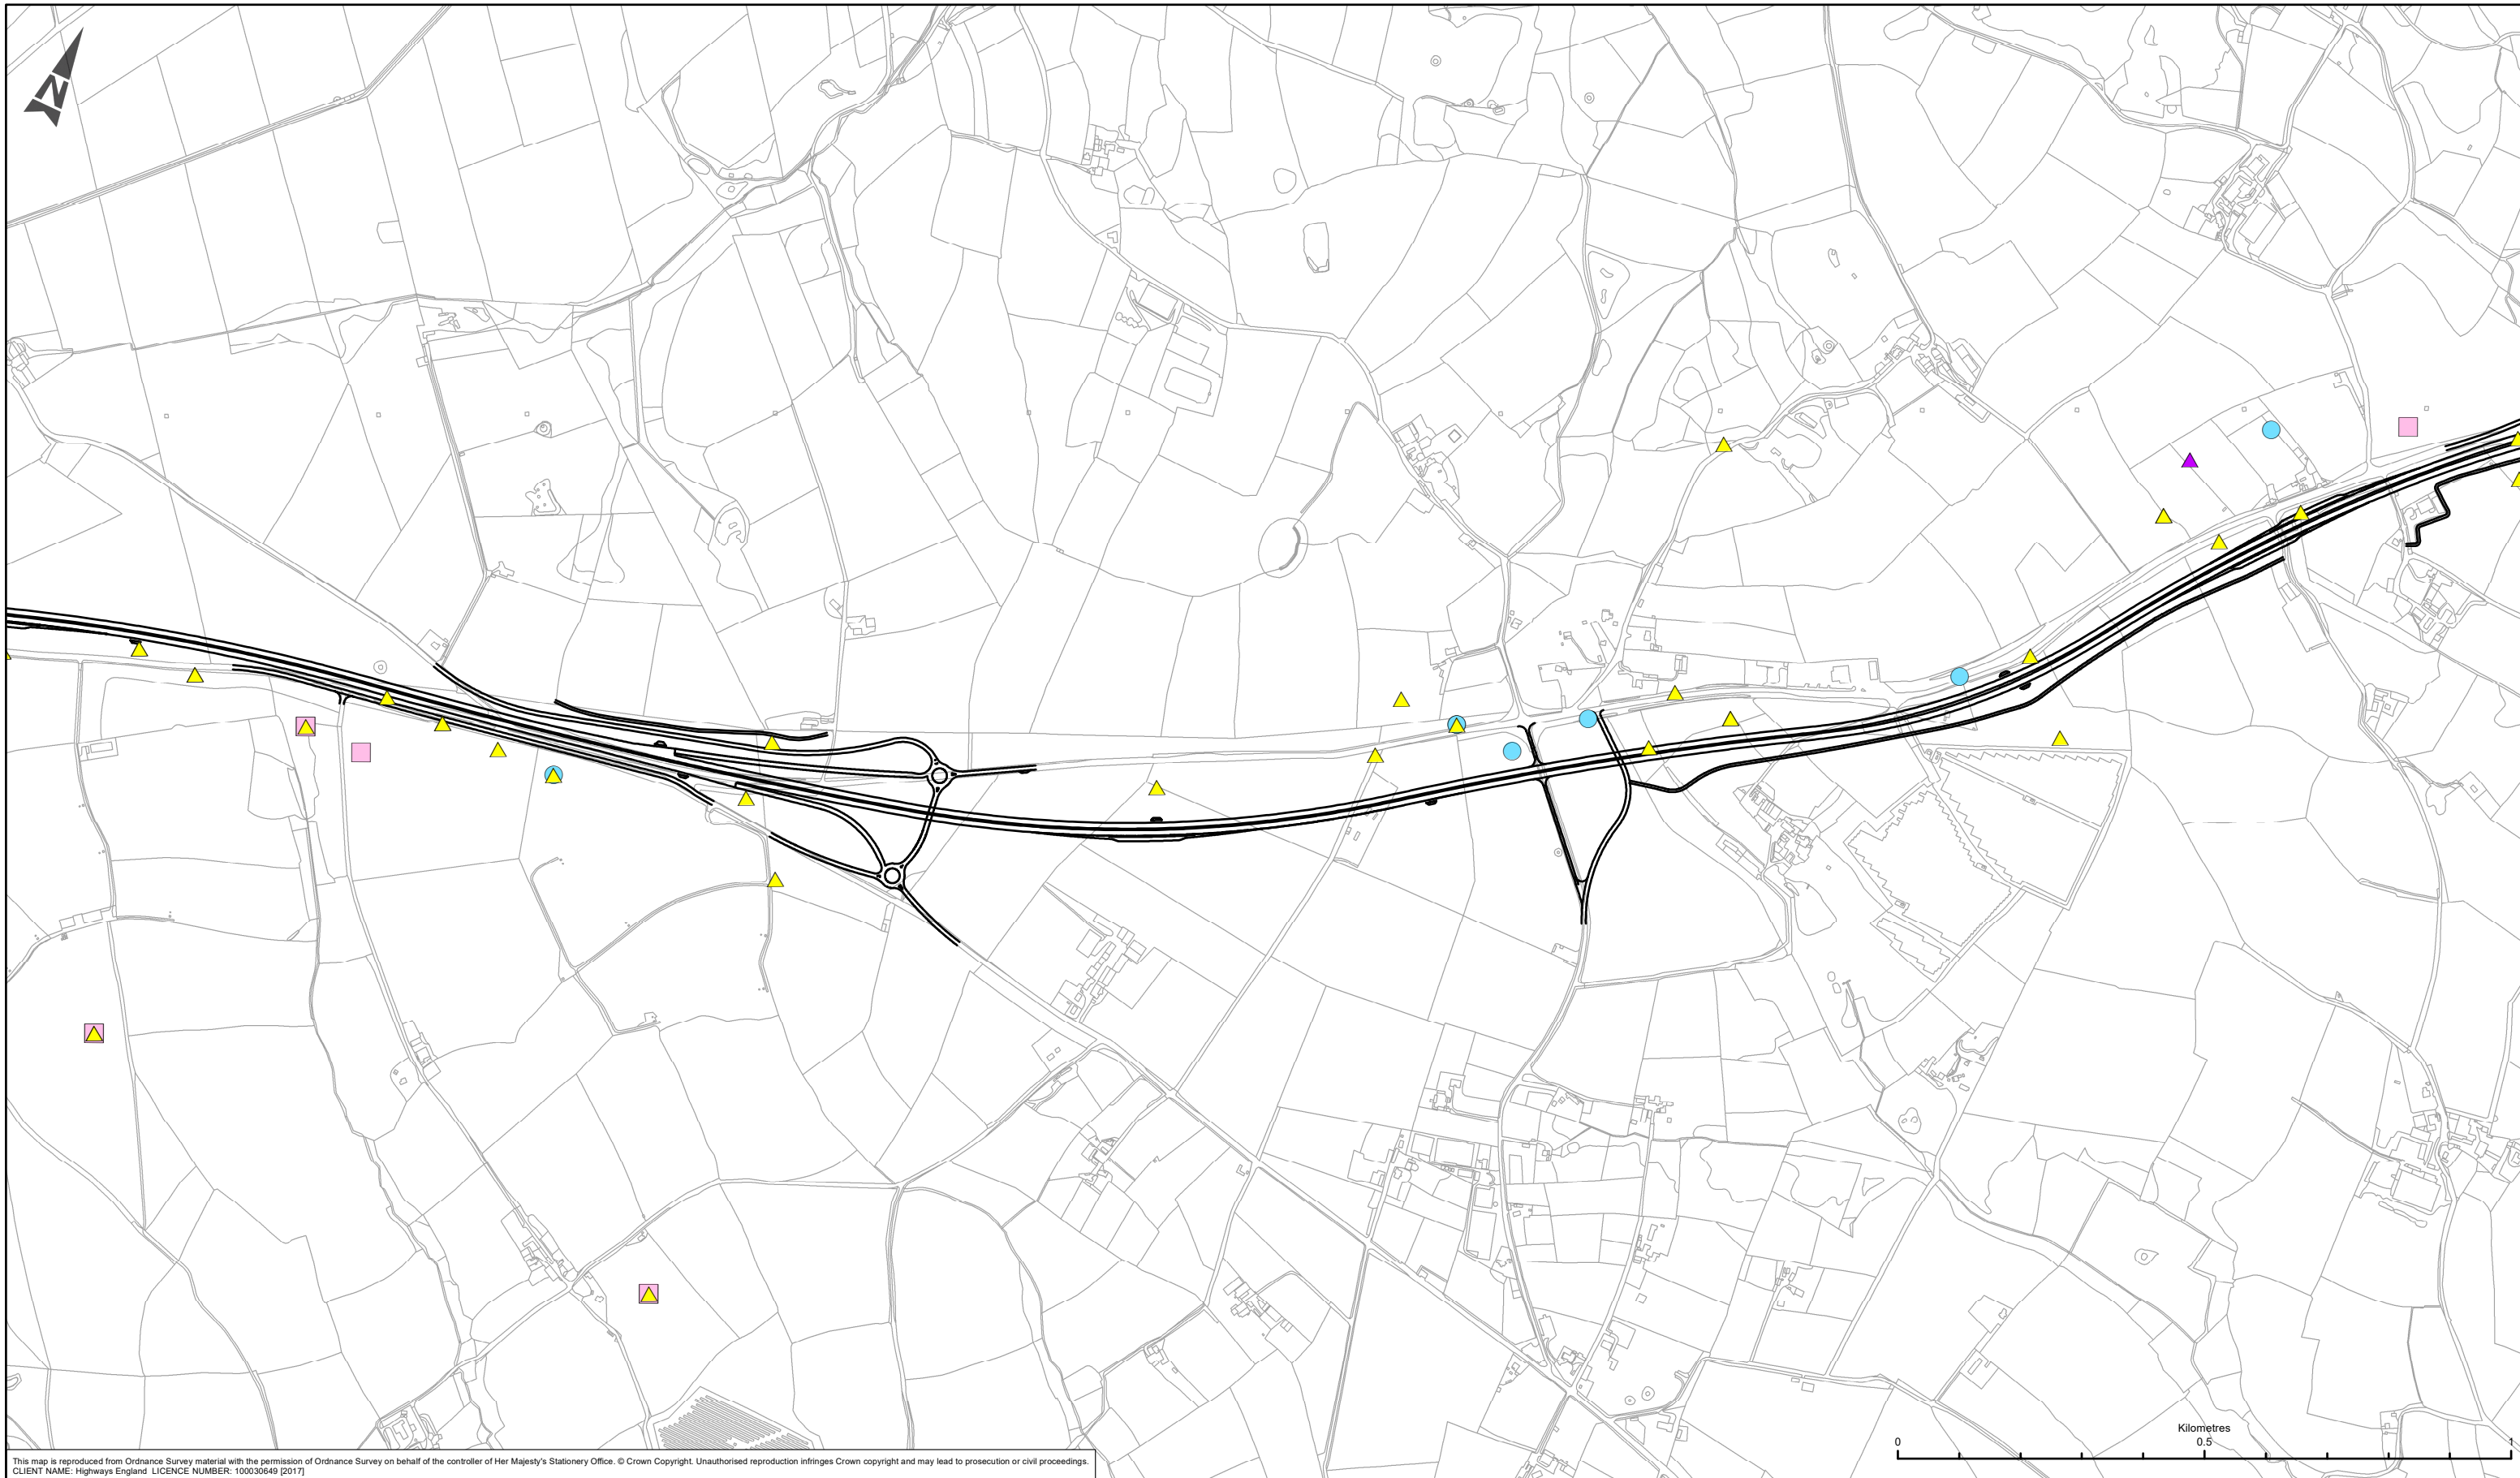 N
Kilometres
0 0.5 1
This map is reproduced from Ordnance Survey material with the permission of Ordnance Survey on behalf of the controller of Her Majesty's Stationery Office. © Crown Copyright. Unauthorised reproduction infringes Crown copyright and may lead to prosecution or civil proceedings.
CLIENT NAME: Highways England LICENCE NUMBER: 100030649 [2017]